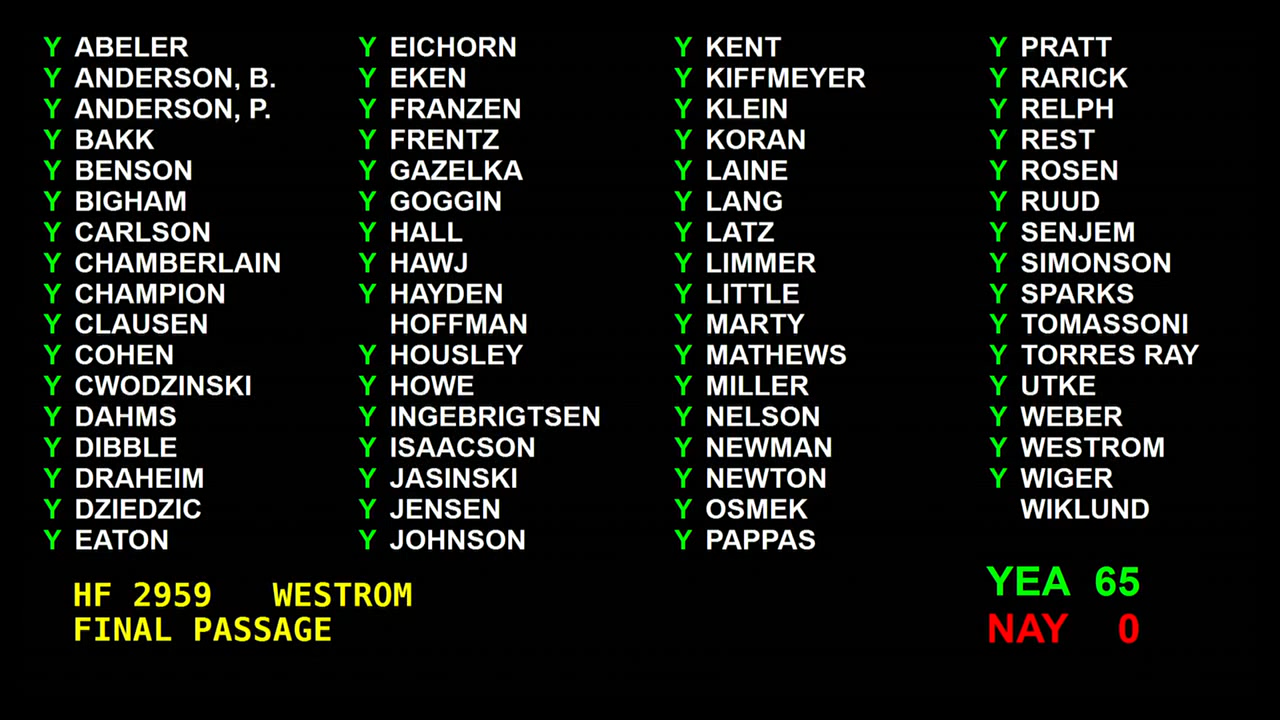 Y ABELER
Y ANDERSON, B.
Y ANDERSON, P.
Y BAKK
Y BENSON
Y BIGHAM
Y CARLSON
Y CHAMBERLAIN
Y CHAMPION
Y CLAUSEN
Y COHEN
Y CWODZINSKI
Y DAHMS
Y DIBBLE
Y DRAHEIM
Y DZIEDZIC
Y EATON
Y EICHORN
Y EKEN
Y FRANZEN
Y FRENTZ
Y GAZELKA
Y GOGGIN
Y HALL
Y HAWJ
Y HAYDEN
HOFFMAN
Y HOUSLEY
Y HOWE
Y INGEBRIGTSEN
Y ISAACSON
Y JASINSKI
Y JENSEN
Y JOHNSON
Y KENT
Y KIFFMEYER
Y KLEIN
Y KORAN
Y LAINE
Y LANG
Y LATZ
Y LIMMER
Y LITTLE
Y MARTY
Y MATHEWS
Y MILLER
Y NELSON
Y NEWMAN
Y NEWTON
Y OSMEK
Y PAPPAS
Y PRATT
Y RARICK
Y RELPH
Y REST
Y ROSEN
Y RUUD
Y SENJEM
Y SIMONSON
Y SPARKS
Y TOMASSONI
Y TORRES RAY
Y UTKE
Y WEBER
Y WESTROM
Y WIGER
WIKLUND
HF 2959 WESTROM
FINAL PASSAGE
YEA 65
NAY 0